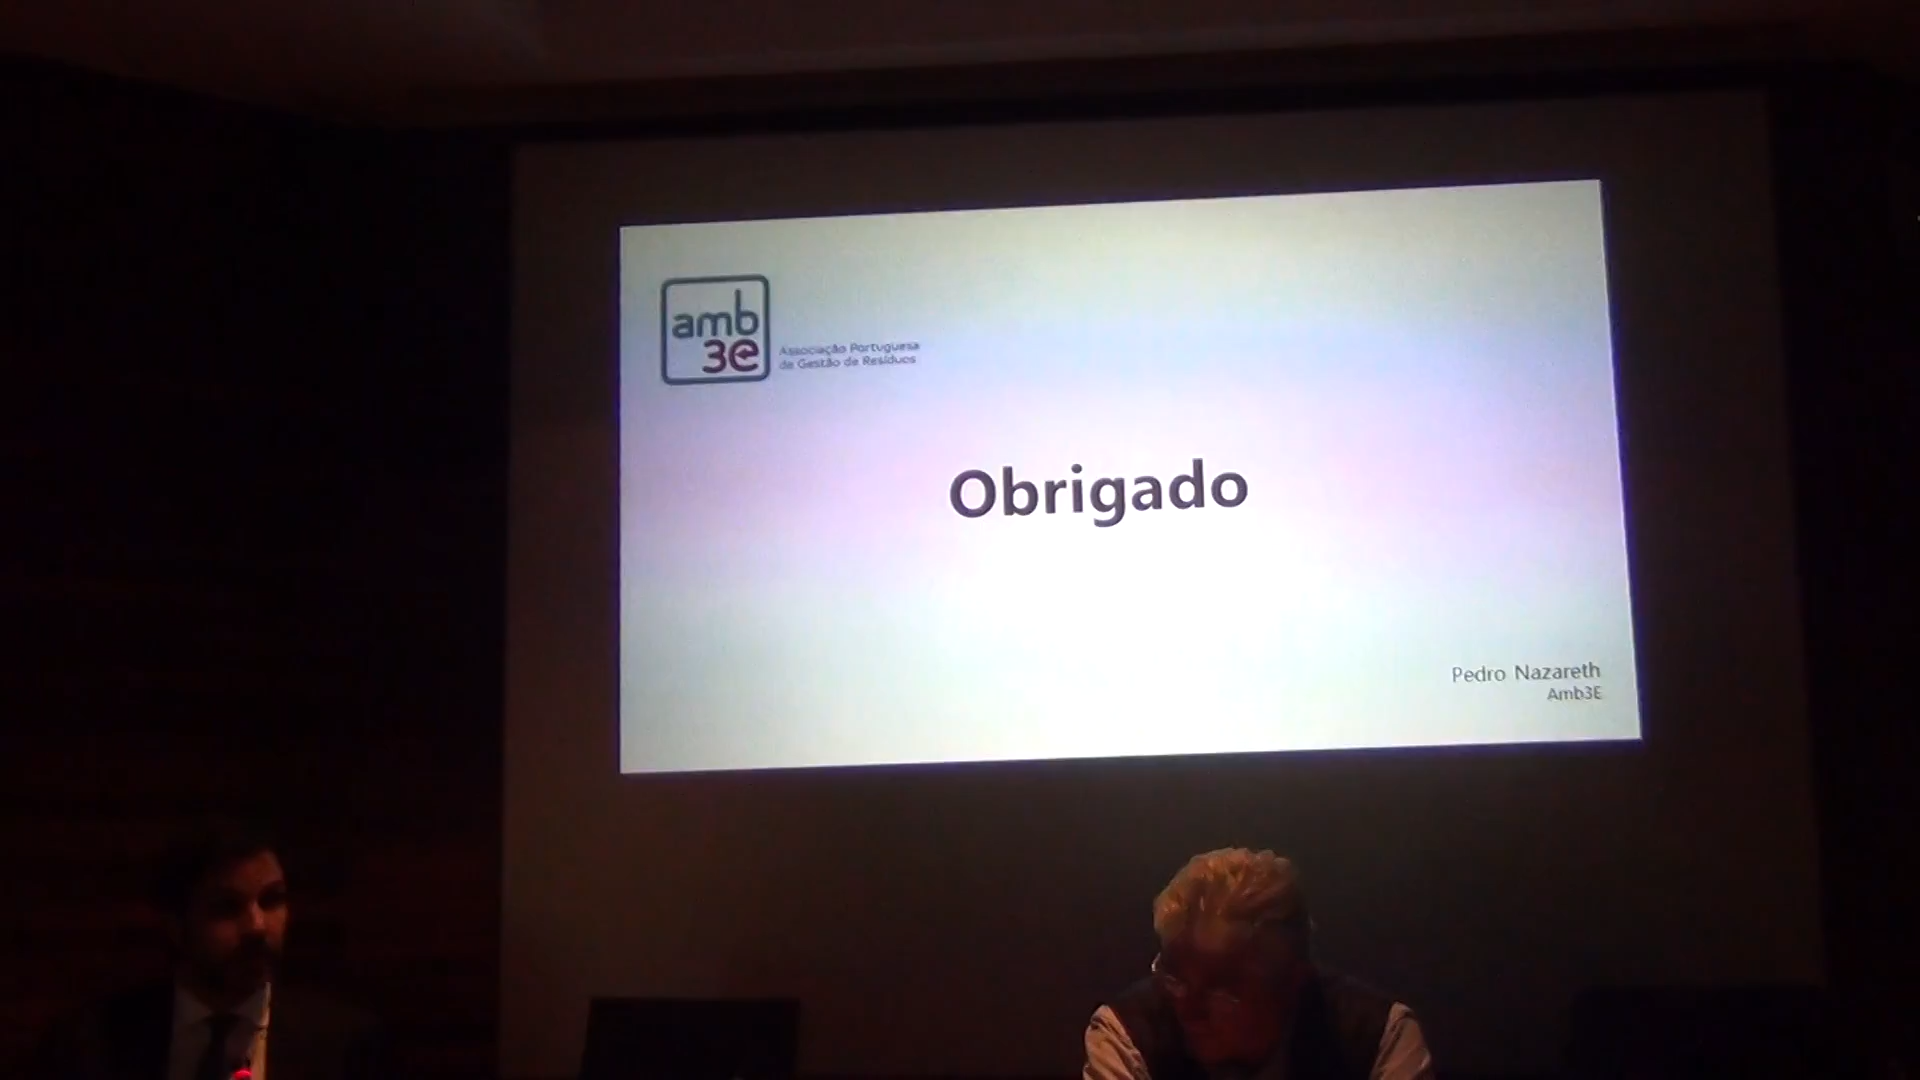 amb
3e
Associação Portuguesa
de Gestão de Resíduos
Obrigado
Pedro Nazareth
Amb3E